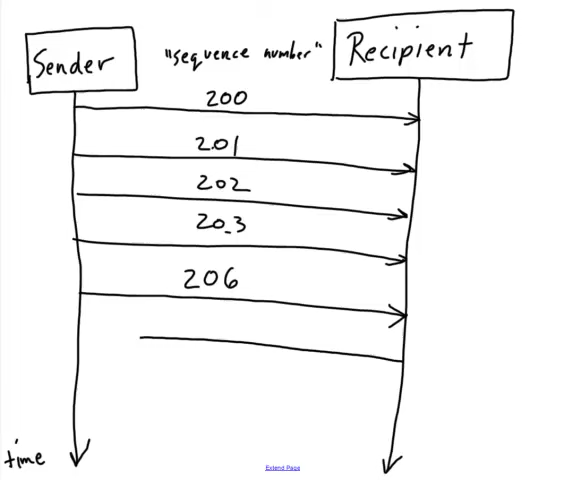 Sender
"sequence number"
Recipient
200
201
202
203
206
time
Extend Page